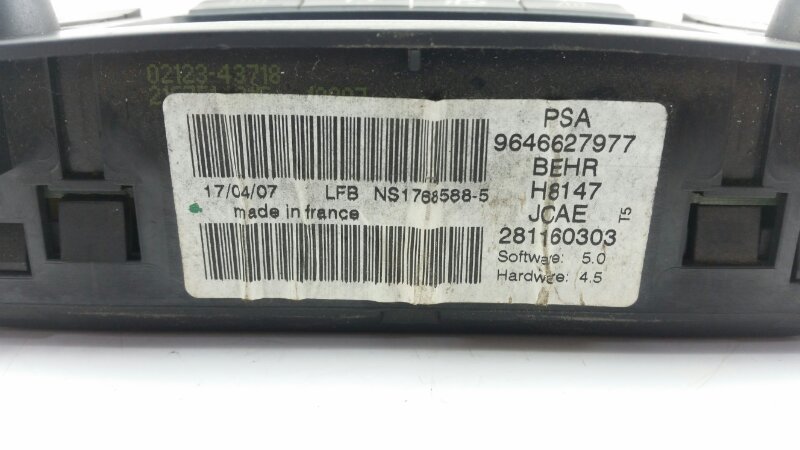 02123-43718
PSA
9646627977
BEHR
H8147
JCAE
281160303
T5
Software: 5.0
Hardware: 4.5
17/04/07 LFB NS1768588-5
made in france